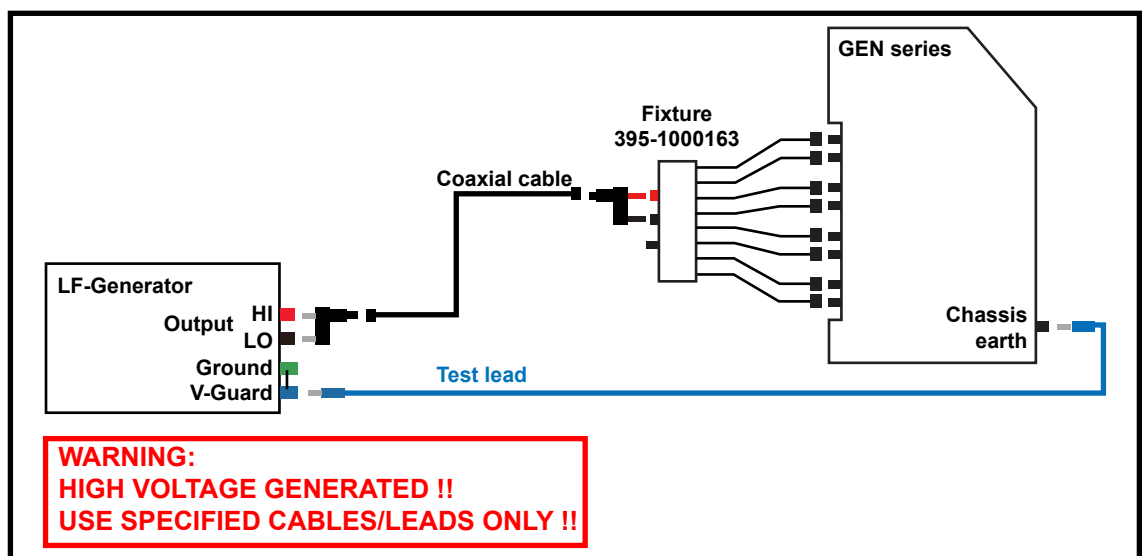 GEN series
Fixture
395-1000163
Coaxial cable
LF-Generator
HI
Output
LO
Ground
V-Guard
Chassis
earth
Test lead
WARNING:
HIGH VOLTAGE GENERATED !!
USE SPECIFIED CABLES/LEADS ONLY !!